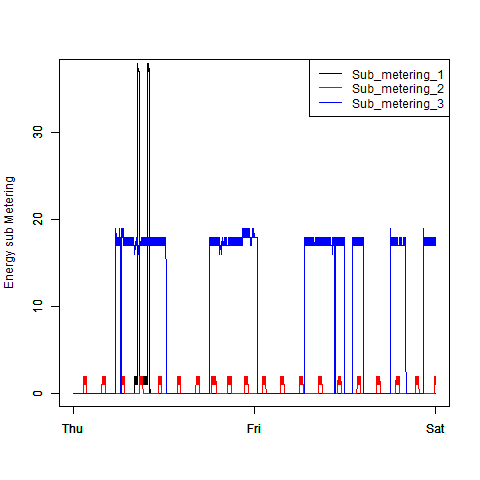 Sub_metering_1
Sub_metering_2
Sub_metering_3
Energy sub Metering
30
20
10
0
Thu Fri Sat